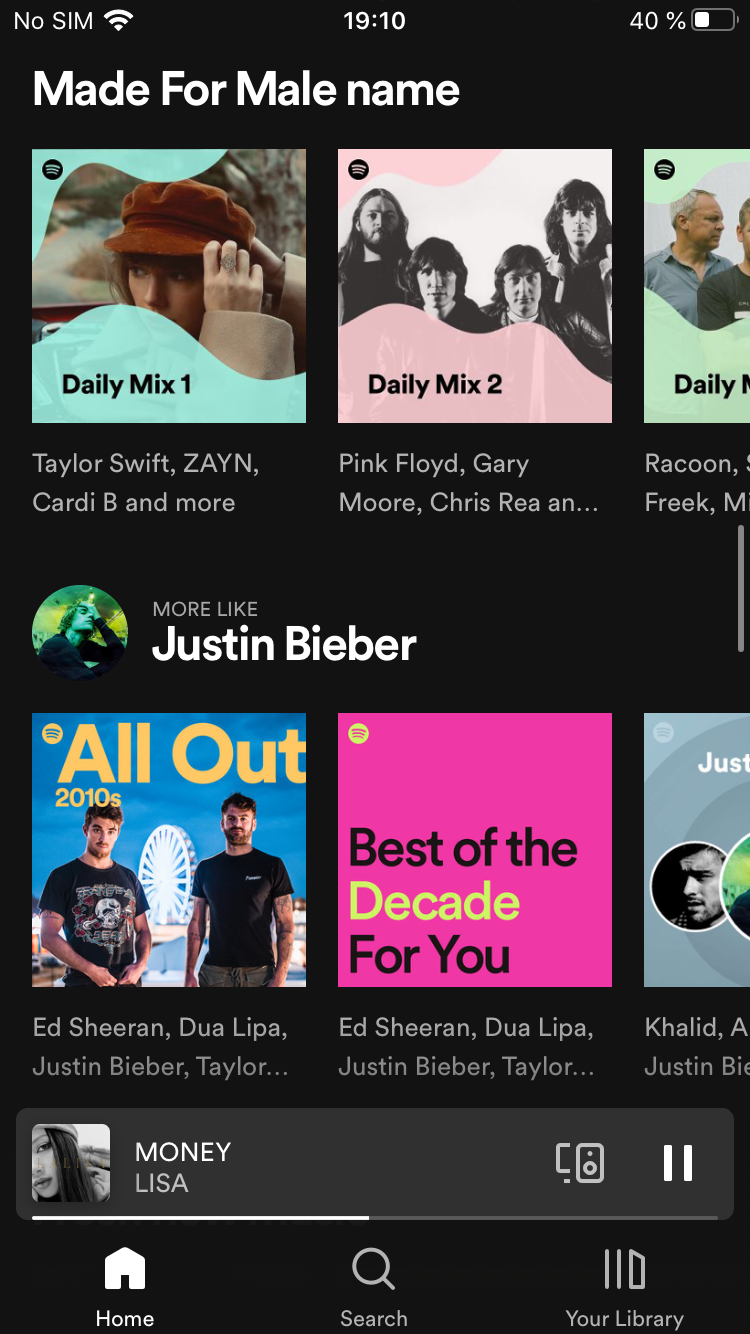 No SIM 19:10 40 %
Made For Male name
Daily Mix 1
Daily Mix 2
Daily M
Taylor Swift, ZAYN,
Cardi B and more
Pink Floyd, Gary
Moore, Chris Rea an...
Racoon, S
Freek, Mi
MORE LIKE
Justin Bieber
All Out
2010s
Best of the
Decade
For You
Just
Ed Sheeran, Dua Lipa,
Justin Bieber, Taylor...
Ed Sheeran, Dua Lipa,
Justin Bieber, Taylor...
Khalid, A
Justin Bie
MONEY
LISA
Home
Search
Your Library